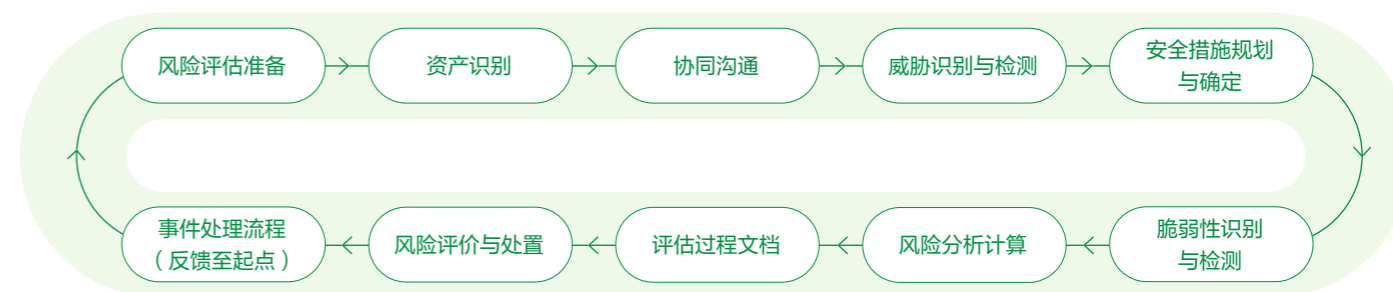 风险评估准备
资产识别
协同沟通
威胁识别与检测
安全措施规划
与确定
事件处理流程
（反馈至起点）
风险评价与处置
评估过程文档
风险分析计算
脆弱性识别
与检测